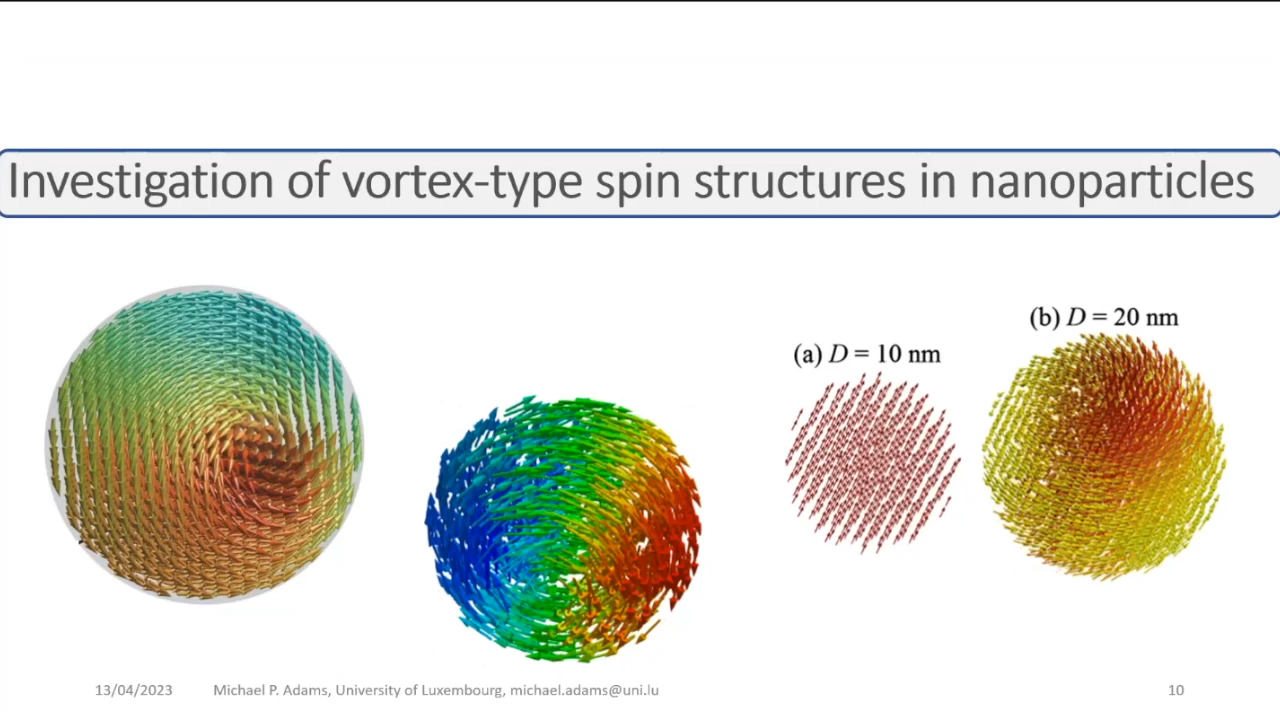 Investigation of vortex-type spin structures in nanoparticles
(a) D = 10 nm
(b) D = 20 nm
13/04/2023 Michael P. Adams, University of Luxembourg, michael.adams@uni.lu 10